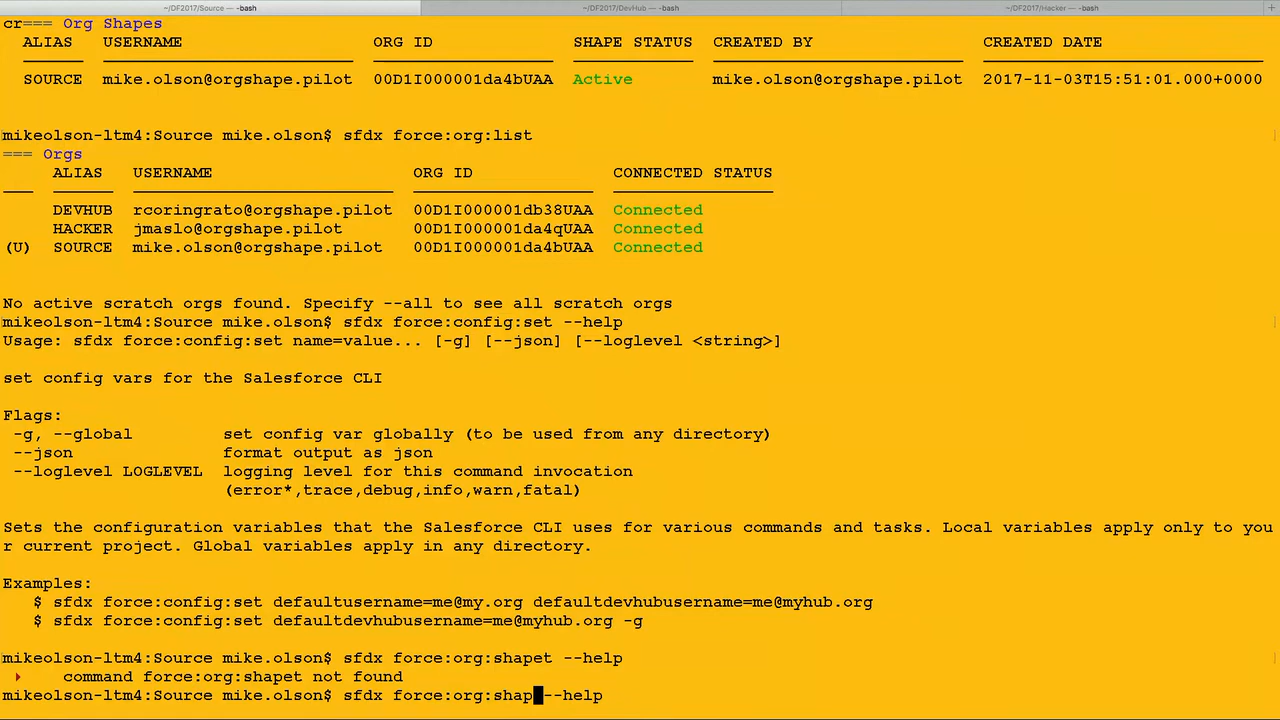 ~/DF2017/Source — -bash ~/DF2017/DevHub — -bash ~/DF2017/Hacker — -bash
cr=== Org Shapes
ALIAS USERNAME ORG ID SHAPE STATUS CREATED BY CREATED DATE
SOURCE mike.olson@orgshape.pilot 00D1I000001da4bUAA Active mike.olson@orgshape.pilot 2017-11-03T15:51:01.000+0000
mikeolson-ltm4:Source mike.olson$ sfdx force:org:list
=== Orgs
ALIAS USERNAME ORG ID CONNECTED STATUS
DEVHUB rcoringrato@orgshape.pilot 00D1I000001db38UAA Connected
HACKER jmaslo@orgshape.pilot 00D1I000001da4qUAA Connected
(U) SOURCE mike.olson@orgshape.pilot 00D1I000001da4bUAA Connected
No active scratch orgs found. Specify --all to see all scratch orgs
mikeolson-ltm4:Source mike.olson$ sfdx force:config:set --help
Usage: sfdx force:config:set name=value... [-g] [--json] [--loglevel <string>]
set config vars for the Salesforce CLI
Flags:
-g, --global set config var globally (to be used from any directory)
--json format output as json
--loglevel LOGLEVEL logging level for this command invocation
(error*,trace,debug,info,warn,fatal)
Sets the configuration variables that the Salesforce CLI uses for various commands and tasks. Local variables apply only to you
r current project. Global variables apply in any directory.
Examples:
$ sfdx force:config:set defaultusername=me@my.org defaultdevhubusername=me@myhub.org
$ sfdx force:config:set defaultdevhubusername=me@myhub.org -g
mikeolson-ltm4:Source mike.olson$ sfdx force:org:shapet --help
command force:org:shapet not found
mikeolson-ltm4:Source mike.olson$ sfdx force:org:shap --help